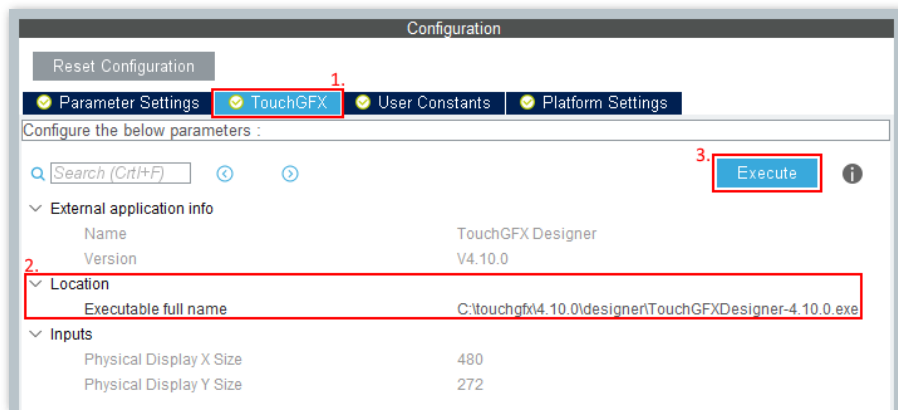 Configuration
Reset Configuration
1.
Parameter Settings TouchGFX User Constants Platform Settings
Configure the below parameters :
3.
Search (Crtl+F) Execute
External application info
Name TouchGFX Designer
Version V4.10.0
2.
Location
Executable full name C:\touchgfx\4.10.0\designer\TouchGFXDesigner-4.10.0.exe
Inputs
Physical Display X Size 480
Physical Display Y Size 272